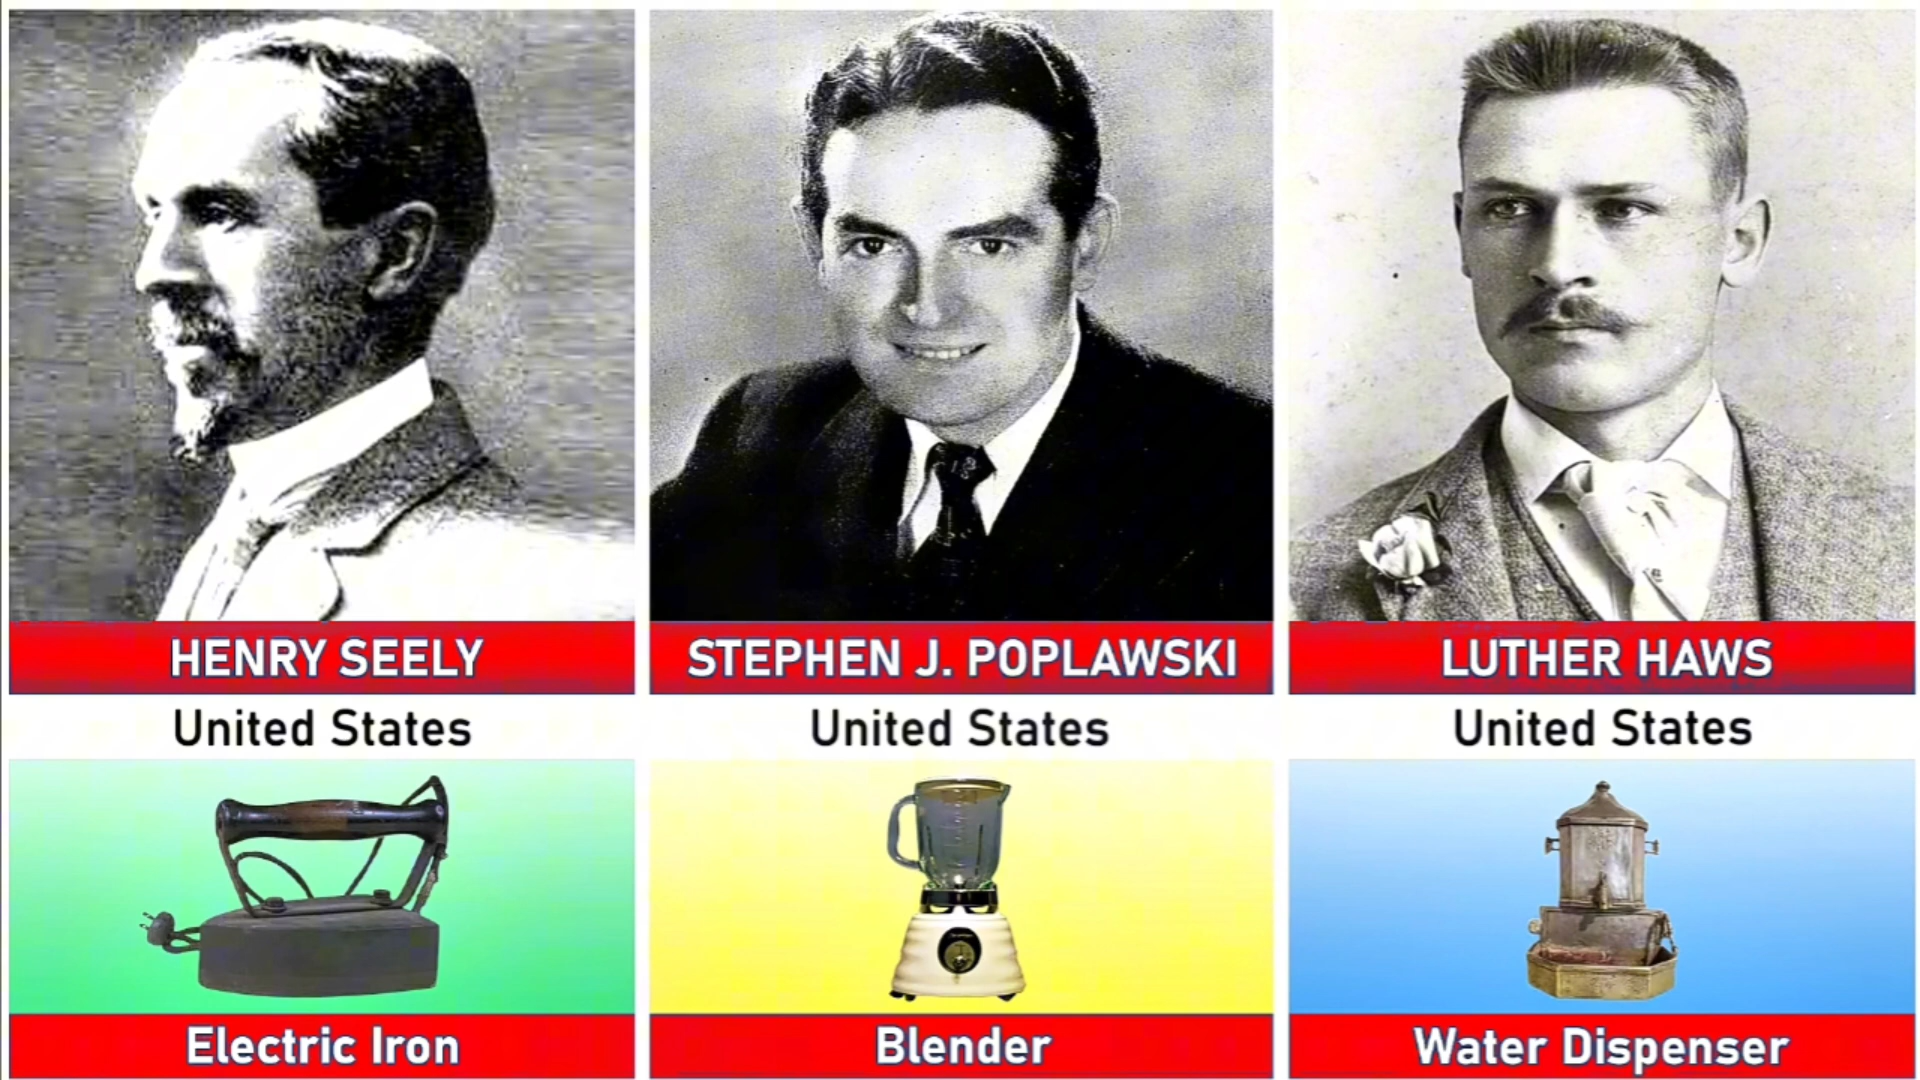 HENRY SEELY
United States
Electric Iron
STEPHEN J. POPLAWSKI
United States
Blender
LUTHER HAWS
United States
Water Dispenser